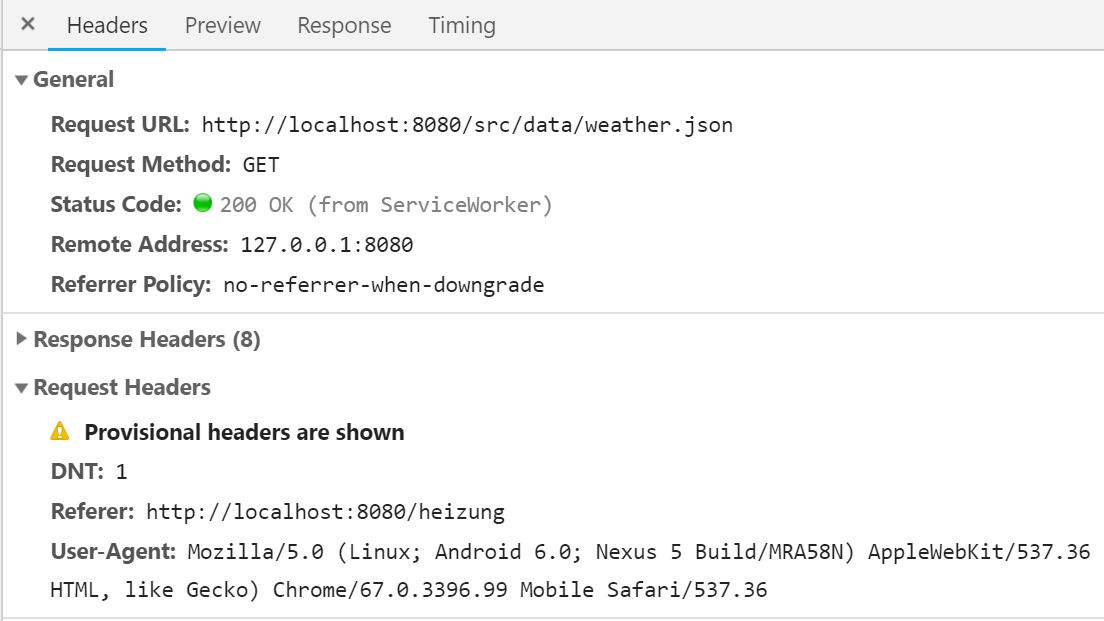 Headers Preview Response Timing
General
Request URL: http://localhost:8080/src/data/weather.json
Request Method: GET
Status Code: 200 OK (from ServiceWorker)
Remote Address: 127.0.0.1:8080
Referrer Policy: no-referrer-when-downgrade
Response Headers (8)
Request Headers
Provisional headers are shown
DNT: 1
Referer: http://localhost:8080/heizung
User-Agent: Mozilla/5.0 (Linux; Android 6.0; Nexus 5 Build/MRA58N) AppleWebKit/537.36
HTML, like Gecko) Chrome/67.0.3396.99 Mobile Safari/537.36